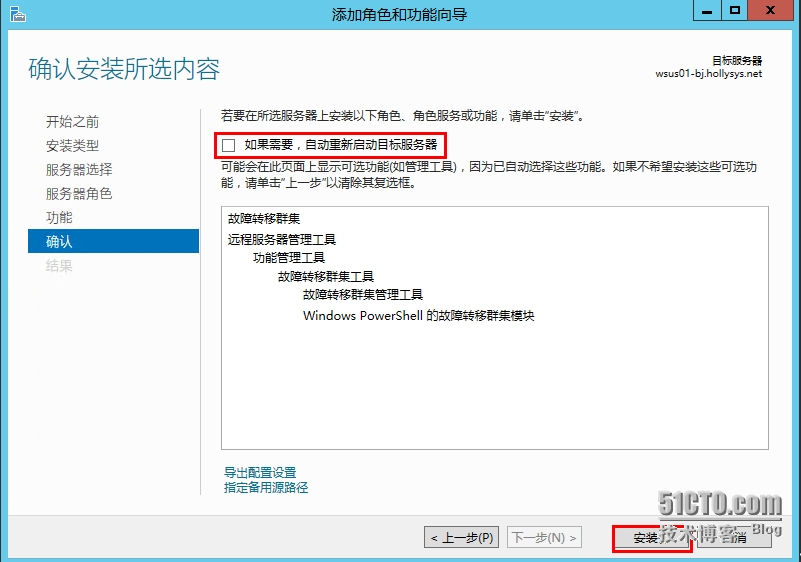 添加角色和功能向导
确认安装所选内容
目标服务器
wsus01-bj.hollysys.net
开始之前
安装类型
服务器选择
服务器角色
功能
确认
结果
若要在所选服务器上安装以下角色、角色服务或功能，请单击"安装"。
如果需要，自动重新启动目标服务器
可能会在此页面上显示可选功能(如管理工具)，因为已自动选择这些功能。如果不希望安装这些可选功
能，请单击"上一步"以清除其复选框。
故障转移群集
远程服务器管理工具
功能管理工具
故障转移群集工具
故障转移群集管理工具
Windows PowerShell 的故障转移群集模块
导出配置设置
指定备用源路径
< 上一步(P)
下一步(N) >
安装
消
51CTO.com
技术博客 Blog